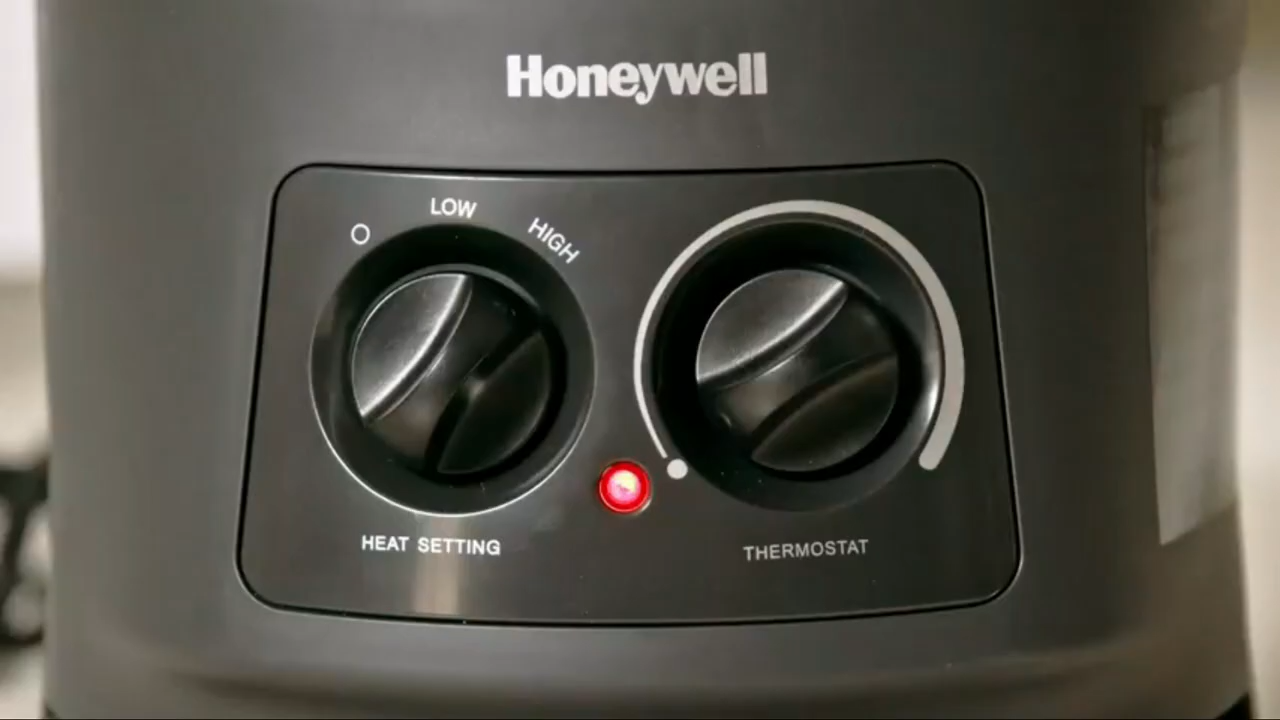 Honeywell
LOW
HIGH
O
HEAT SETTING
THERMOSTAT